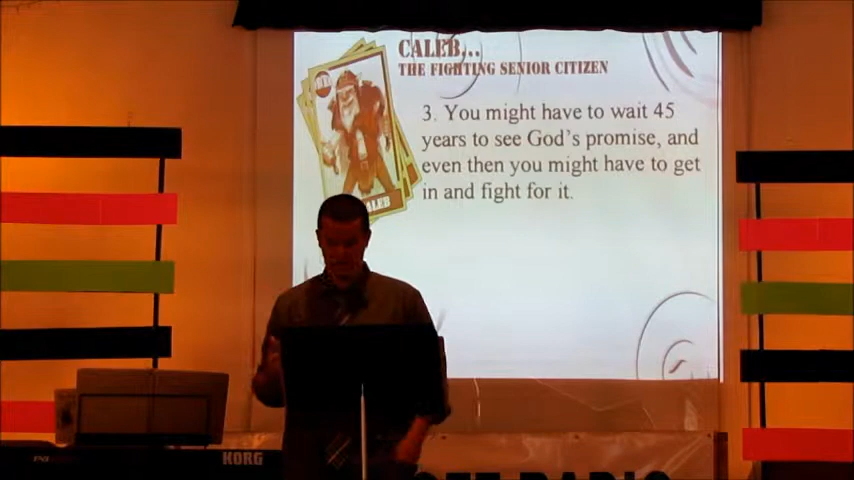 CALEB...
THE FIGHTING SENIOR CITIZEN
3. You might have to wait 45
years to see God's promise, and
even then you might have to get
in and fight for it.
CALEB
KORG
RADIO